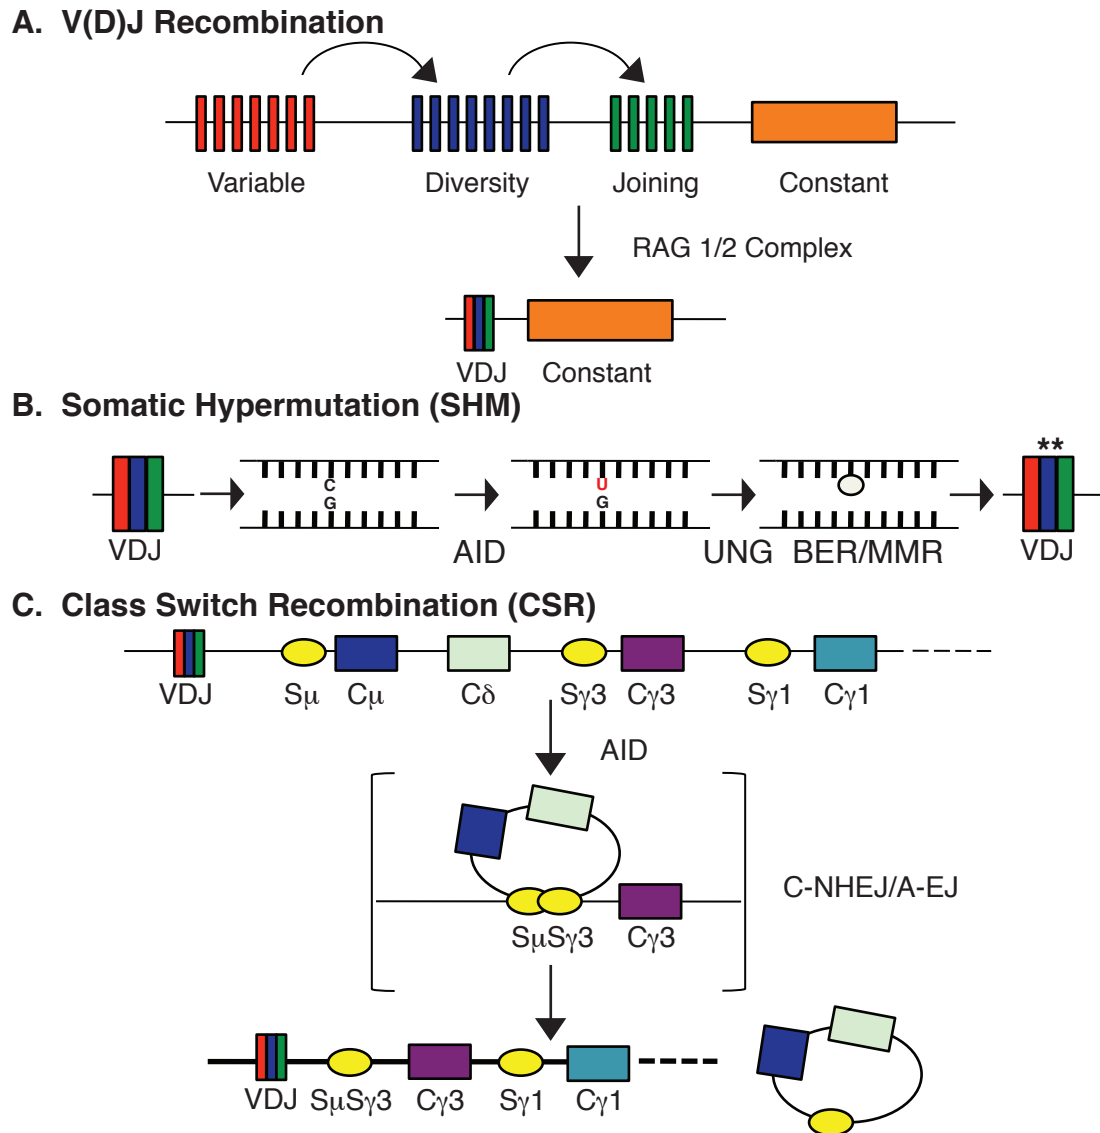 A. V(D)J Recombination
Variable Diversity Joining Constant
RAG 1/2 Complex
VDJ Constant
B. Somatic Hypermutation (SHM)
**
C U
G G
VDJ AID UNG BER/MMR VDJ
C. Class Switch Recombination (CSR)
VDJ Sμ Cμ Cδ Sγ3 Cγ3 Sγ1 Cγ1
AID
C-NHEJ/A-EJ
SμSγ3 Cγ3
VDJ SμSγ3 Cγ3 Sγ1 Cγ1